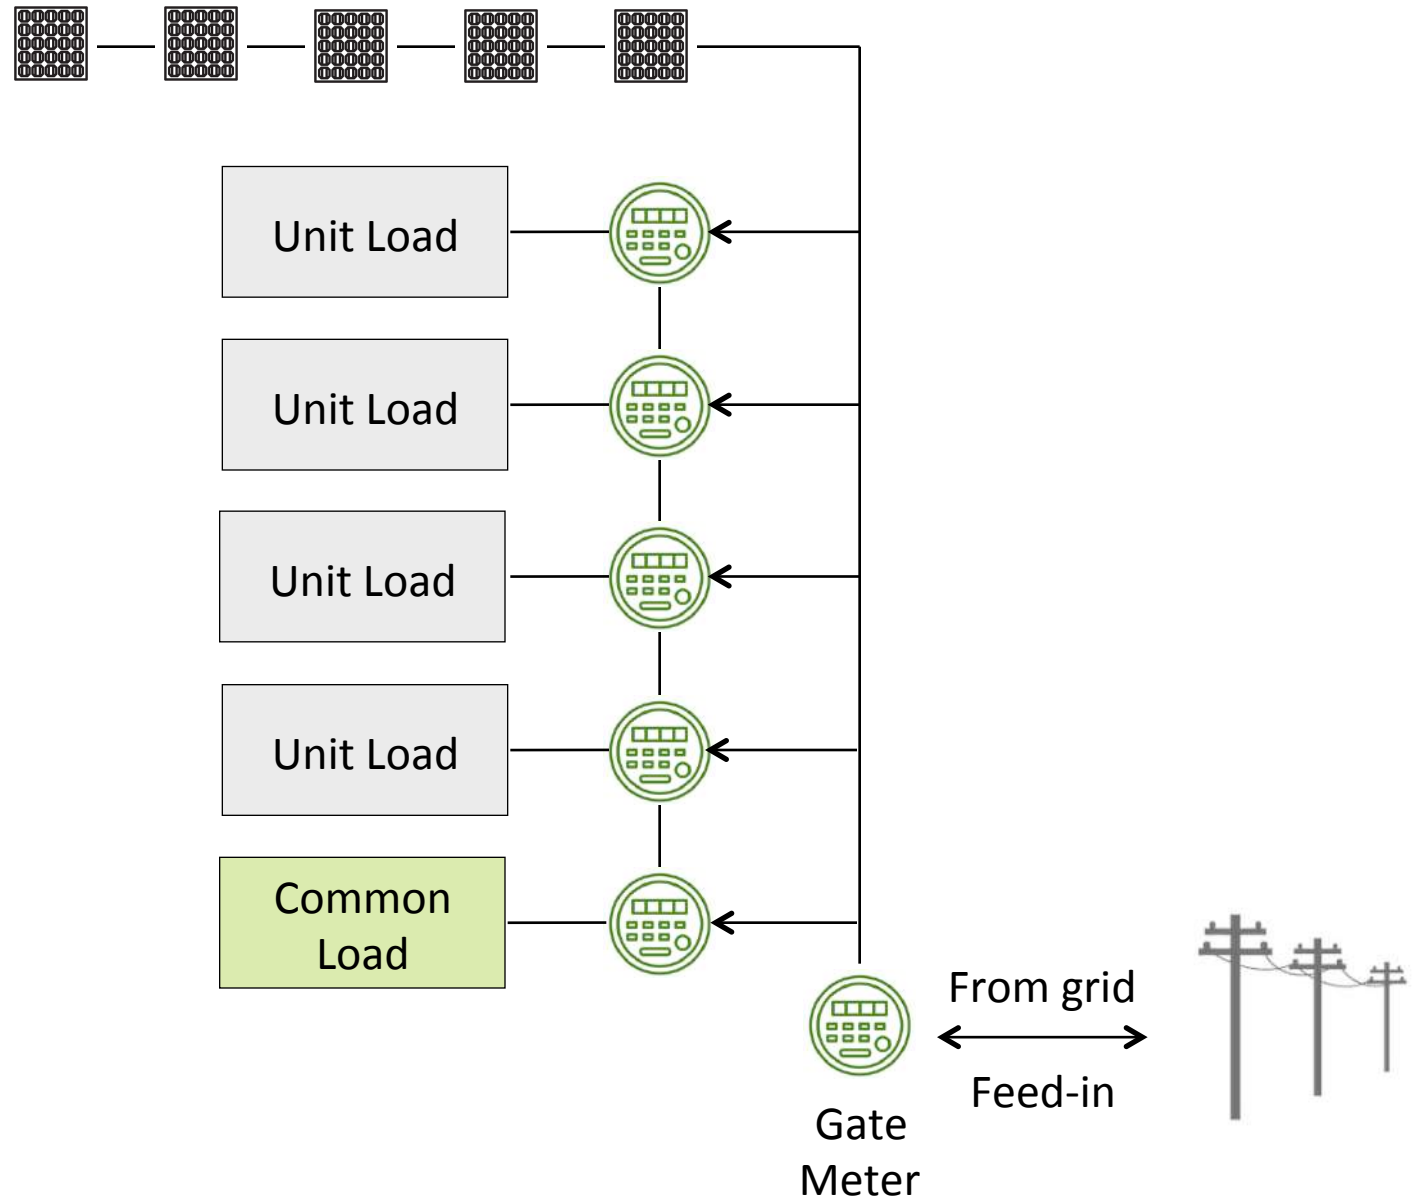 Unit Load
Unit Load
Unit Load
Unit Load
Common
Load
From grid
Feed-in
Gate
Meter